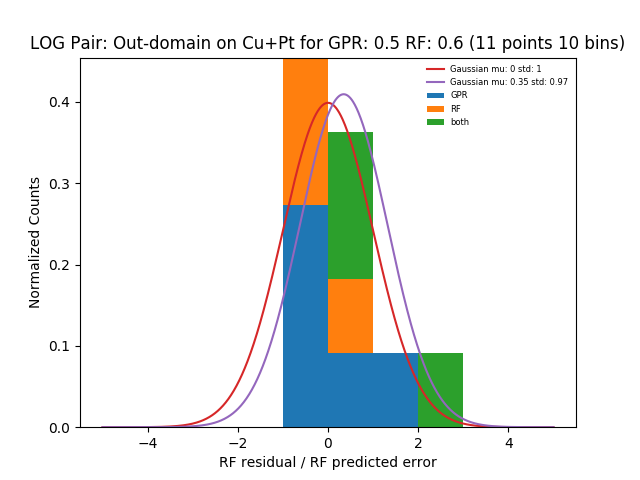 LOG Pair: Out-domain on Cu+Pt for GPR: 0.5 RF: 0.6 (11 points 10 bins)
Gaussian mu: 0 std: 1
Gaussian mu: 0.35 std: 0.97
GPR
RF
both
Normalized Counts
0.4
0.3
0.2
0.1
0.0
−4 −2 0 2 4
RF residual / RF predicted error